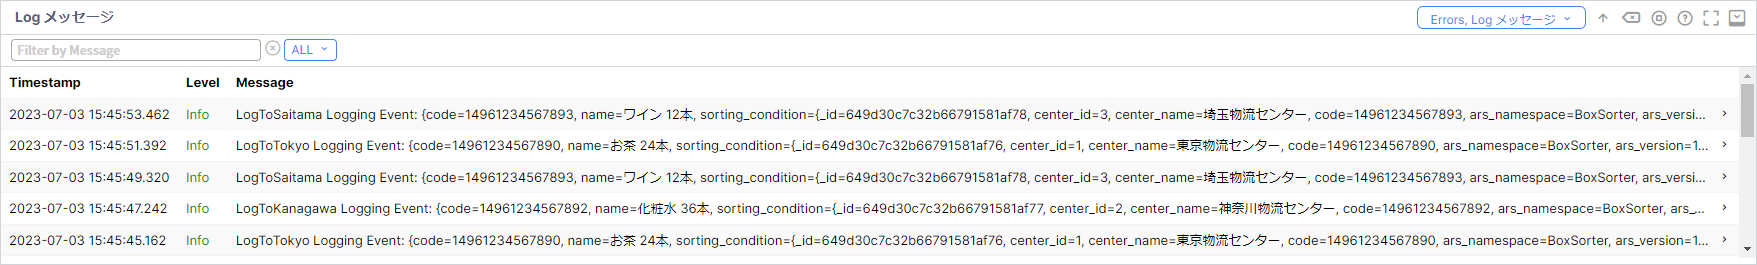 Log メッセージ
Errors, Log メッセージ
Filter by Message
ALL
Timestamp Level Message
2023-07-03 15:45:53.462 Info LogToSaitama Logging Event: {code=14961234567893, name=ワイン 12本, sorting_condition={_id=649d30c7c32b66791581af78, center_id=3, center_name=埼玉物流センター, code=14961234567893, ars_namespace=BoxSorter, ars_versi...
2023-07-03 15:45:51.392 Info LogToTokyo Logging Event: {code=14961234567890, name=お茶 24本, sorting_condition={_id=649d30c7c32b66791581af76, center_id=1, center_name=東京物流センター, code=14961234567890, ars_namespace=BoxSorter, ars_version=1...
2023-07-03 15:45:49.320 Info LogToSaitama Logging Event: {code=14961234567893, name=ワイン 12本, sorting_condition={_id=649d30c7c32b66791581af78, center_id=3, center_name=埼玉物流センター, code=14961234567893, ars_namespace=BoxSorter, ars_versi...
2023-07-03 15:45:47.242 Info LogToKanagawa Logging Event: {code=14961234567892, name=化粧水 36本, sorting_condition={_id=649d30c7c32b66791581af77, center_id=2, center_name=神奈川物流センター, code=14961234567892, ars_namespace=BoxSorter, ars_...
2023-07-03 15:45:45.162 Info LogToTokyo Logging Event: {code=14961234567890, name=お茶 24本, sorting_condition={_id=649d30c7c32b66791581af76, center_id=1, center_name=東京物流センター, code=14961234567890, ars_namespace=BoxSorter, ars_version=1...